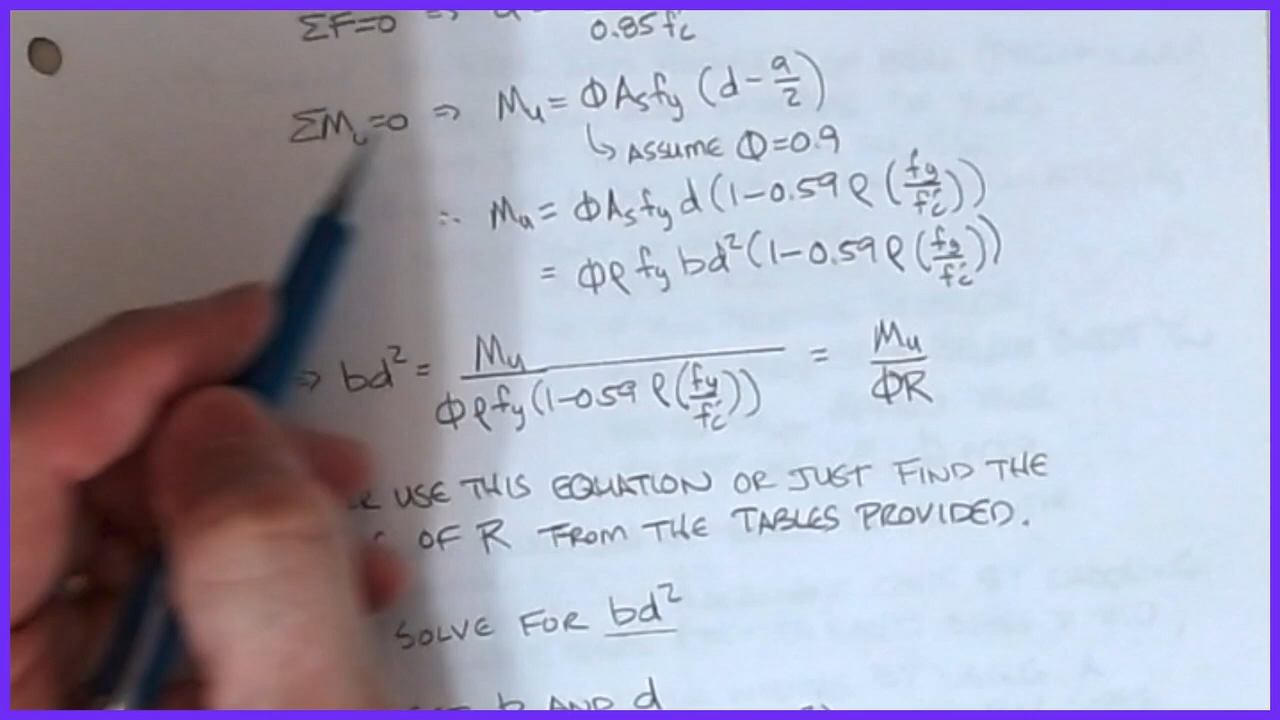 ΣF=0 ⇒ a = 
0.85f'c
ΣMc=0 ⇒ Mu = ΦAsfy (d - a/2)
↳ ASSUME Φ=0.9
∴ Mu = ΦAsfy d (1-0.59 ρ (fy/f'c))
= Φρ fy bd² (1-0.59 ρ (fy/f'c))
⇒ bd² = Mu / Φρfy (1-0.59 ρ (fy/f'c)) = Mu / ΦR
USE THIS EQUATION OR JUST FIND THE
OF R FROM THE TABLES PROVIDED.
SOLVE FOR bd²
b AND d